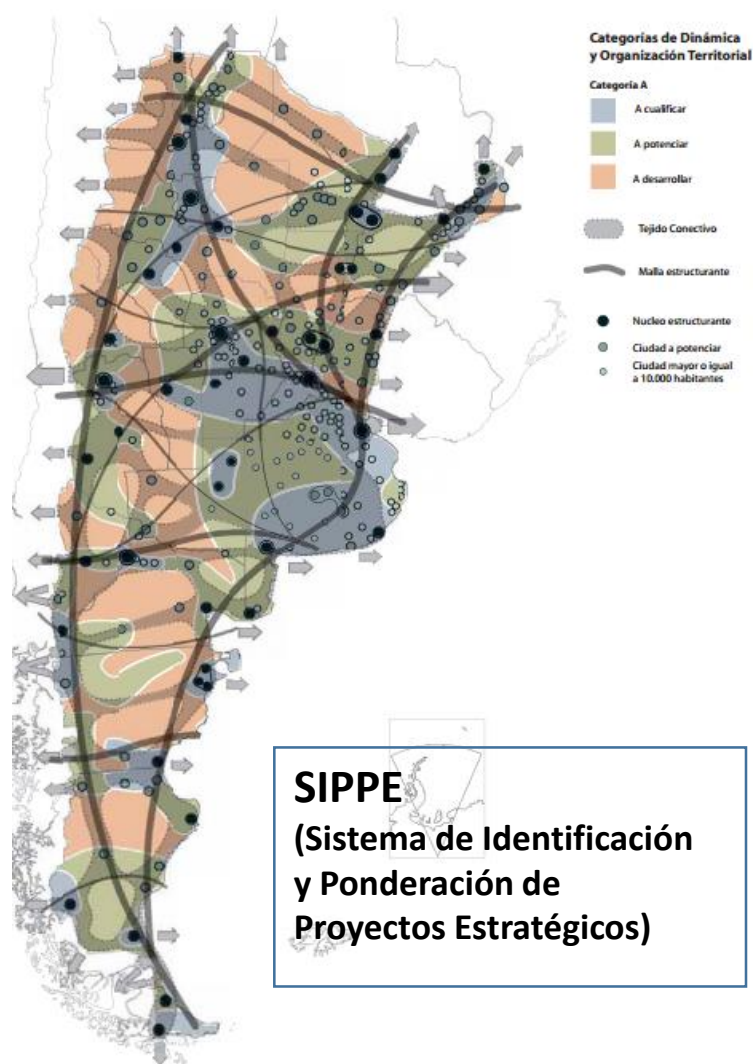 Categorías de Dinámica
y Organización Territorial
Categoría A
A cualificar
A potenciar
A desarrollar
Tejido Conectivo
Malla estructurante
Nucleo estructurante
Ciudad a potenciar
Ciudad mayor o igual
a 10.000 habitantes
SIPPE
(Sistema de Identificación
y Ponderación de
Proyectos Estratégicos)